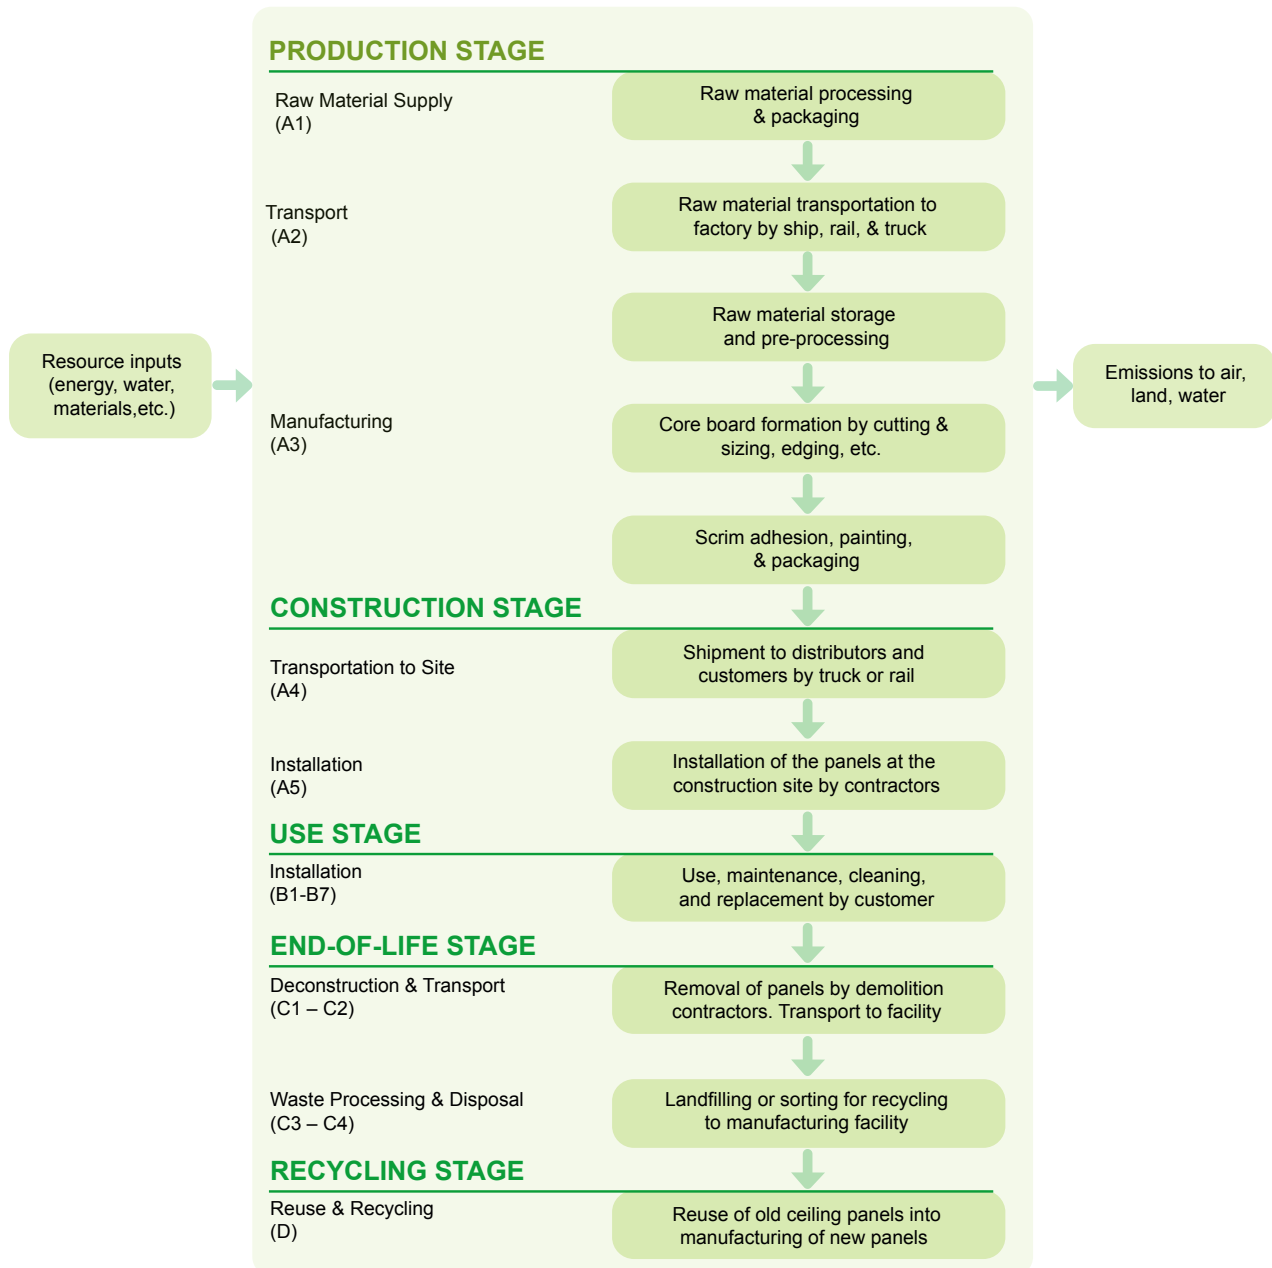 PRODUCTION STAGE
Raw Material Supply
(A1)
Raw material processing
& packaging
Transport
(A2)
Raw material transportation to
factory by ship, rail, & truck
Raw material storage
and pre-processing
Resource inputs
(energy, water,
materials,etc.)
Emissions to air,
land, water
Manufacturing
(A3)
Core board formation by cutting &
sizing, edging, etc.
Scrim adhesion, painting,
& packaging
CONSTRUCTION STAGE
Transportation to Site
(A4)
Shipment to distributors and
customers by truck or rail
Installation
(A5)
Installation of the panels at the
construction site by contractors
USE STAGE
Installation
(B1-B7)
Use, maintenance, cleaning,
and replacement by customer
END-OF-LIFE STAGE
Deconstruction & Transport
(C1 – C2)
Removal of panels by demolition
contractors. Transport to facility
Waste Processing & Disposal
(C3 – C4)
Landfilling or sorting for recycling
to manufacturing facility
RECYCLING STAGE
Reuse & Recycling
(D)
Reuse of old ceiling panels into
manufacturing of new panels